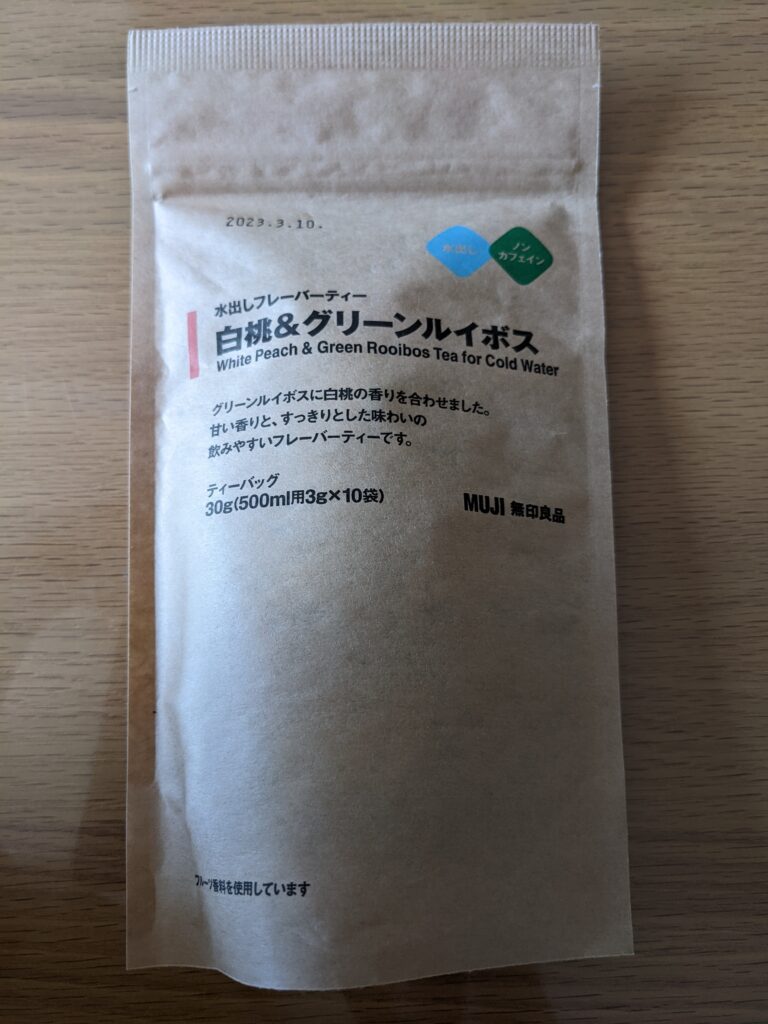 2023.3.10.
水出し
ノン
カフェイン
水出しフレーバーティー
白桃&グリーンルイボス
White Peach & Green Rooibos Tea for Cold Water
グリーンルイボスに白桃の香りを合わせました。
甘い香りと、すっきりとした味わいの
飲みやすいフレーバーティーです。
ティーバッグ
30g(500ml用3g×10袋)
MUJI 無印良品
フルーツ香料を使用しています